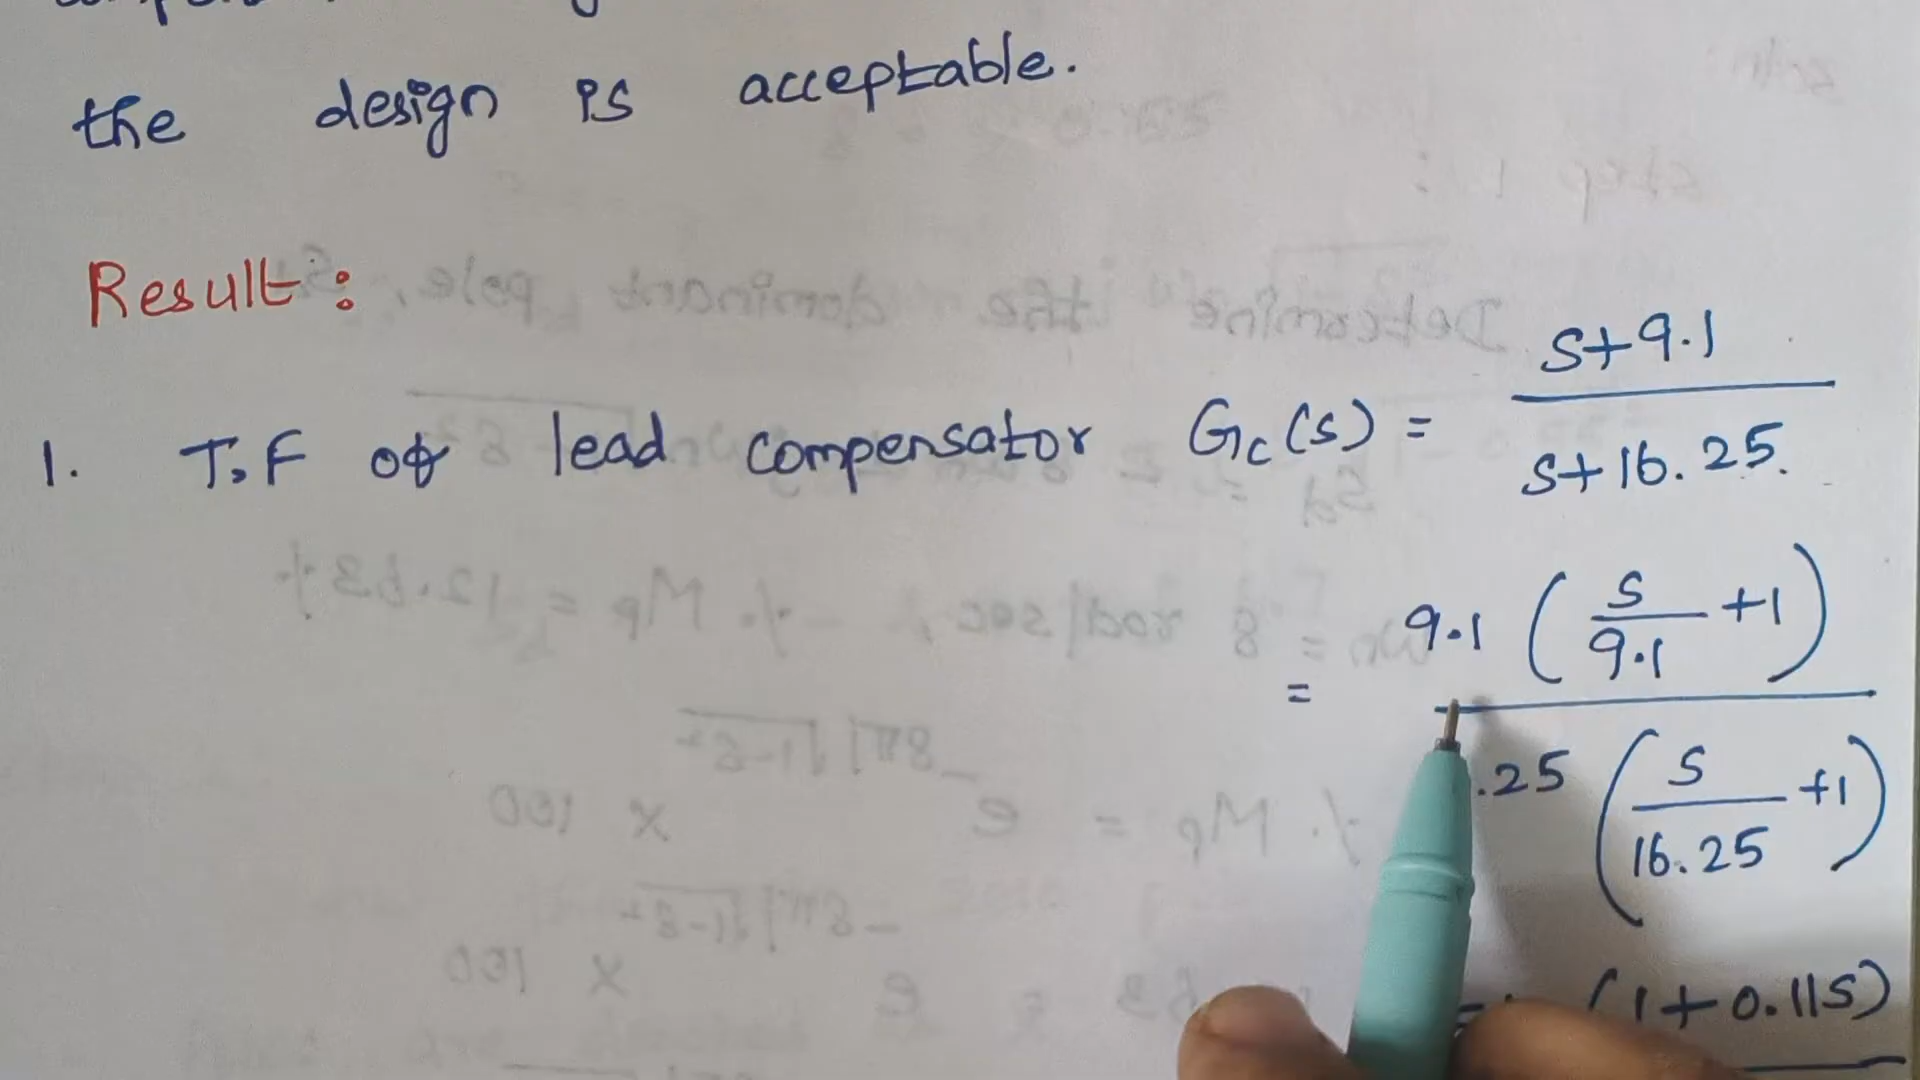 the design is acceptable.
Result:
1. T.F of lead compensator Gc(s) = s+9.1 / s+16.25.
= 9.1 ( s/9.1 +1 ) / .25 ( s/16.25 +1 )
(1+0.11s)